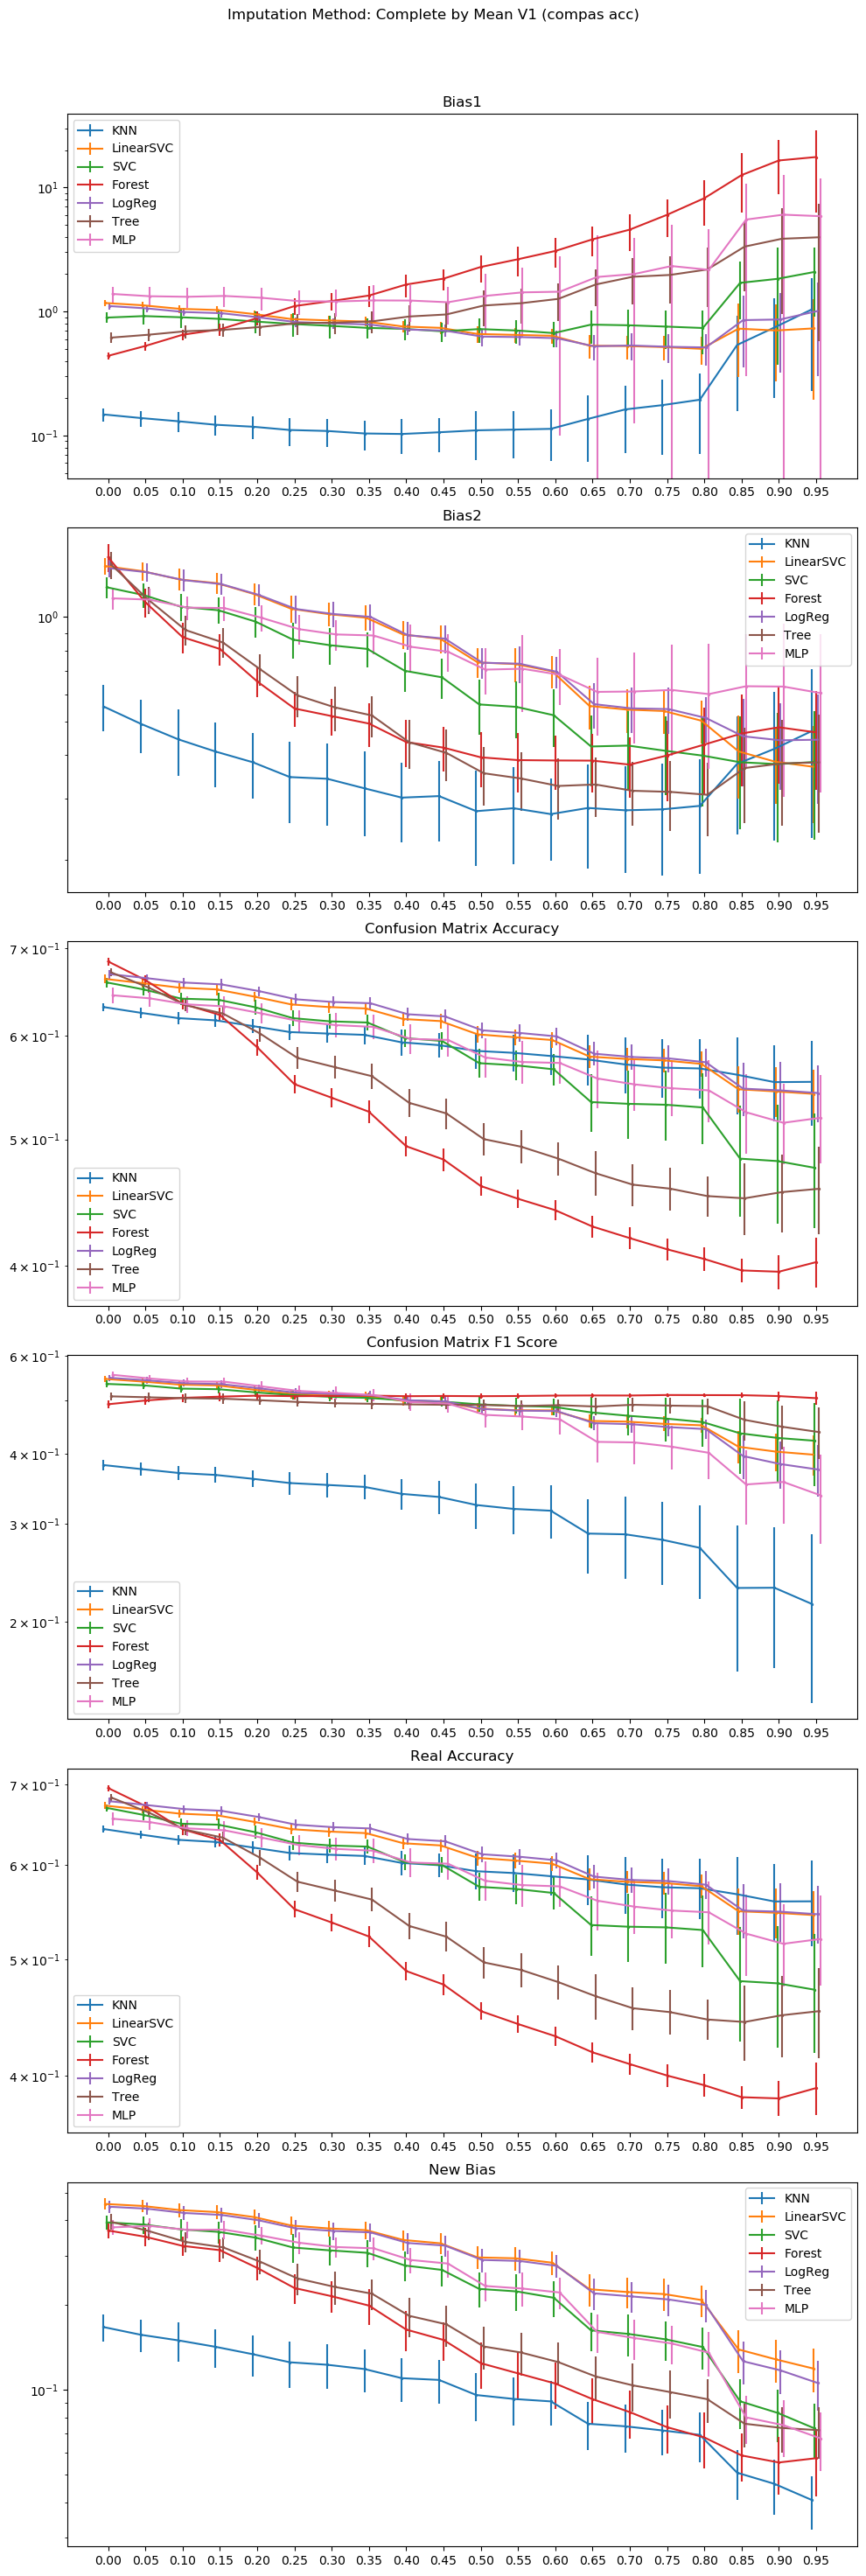 Imputation Method: Complete by Mean V1 (compas acc)
Bias1
KNN
LinearSVC
SVC
Forest
LogReg
Tree
MLP
10¹
10⁰
10⁻¹
0.00 0.05 0.10 0.15 0.20 0.25 0.30 0.35 0.40 0.45 0.50 0.55 0.60 0.65 0.70 0.75 0.80 0.85 0.90 0.95
Bias2
KNN
LinearSVC
SVC
Forest
LogReg
Tree
MLP
10⁰
0.00 0.05 0.10 0.15 0.20 0.25 0.30 0.35 0.40 0.45 0.50 0.55 0.60 0.65 0.70 0.75 0.80 0.85 0.90 0.95
Confusion Matrix Accuracy
7 × 10⁻¹
6 × 10⁻¹
5 × 10⁻¹
4 × 10⁻¹
KNN
LinearSVC
SVC
Forest
LogReg
Tree
MLP
0.00 0.05 0.10 0.15 0.20 0.25 0.30 0.35 0.40 0.45 0.50 0.55 0.60 0.65 0.70 0.75 0.80 0.85 0.90 0.95
Confusion Matrix F1 Score
6 × 10⁻¹
4 × 10⁻¹
3 × 10⁻¹
2 × 10⁻¹
KNN
LinearSVC
SVC
Forest
LogReg
Tree
MLP
0.00 0.05 0.10 0.15 0.20 0.25 0.30 0.35 0.40 0.45 0.50 0.55 0.60 0.65 0.70 0.75 0.80 0.85 0.90 0.95
Real Accuracy
7 × 10⁻¹
6 × 10⁻¹
5 × 10⁻¹
4 × 10⁻¹
KNN
LinearSVC
SVC
Forest
LogReg
Tree
MLP
0.00 0.05 0.10 0.15 0.20 0.25 0.30 0.35 0.40 0.45 0.50 0.55 0.60 0.65 0.70 0.75 0.80 0.85 0.90 0.95
New Bias
KNN
LinearSVC
SVC
Forest
LogReg
Tree
MLP
10⁻¹
0.00 0.05 0.10 0.15 0.20 0.25 0.30 0.35 0.40 0.45 0.50 0.55 0.60 0.65 0.70 0.75 0.80 0.85 0.90 0.95